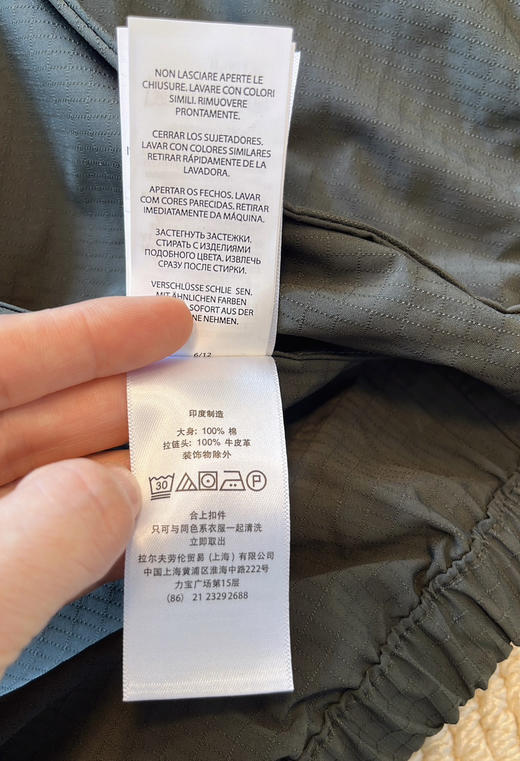 NON LASCIARE APERTE LE
CHIUSURE. LAVARE CON COLORI
SIMILI. RIMUOVERE
PRONTAMENTE.
CERRAR LOS SUJETADORES.
LAVAR CON COLORES SIMILARES
RETIRAR RÁPIDAMENTE DE LA
LAVADORA.
APERTAR OS FECHOS. LAVAR
COM CORES PARECIDAS. RETIRAR
IMEDIATAMENTE DA MÁQUINA.
ЗАСТЕГНУТЬ ЗАСТЕЖКИ.
СТИРАТЬ С ИЗДЕЛИЯМИ
ПОДОБНОГО ЦВЕТА. ИЗВЛЕЧЬ
СРАЗУ ПОСЛЕ СТИРКИ.
VERSCHLÜSSE SCHLIE SEN.
MIT ÄHNLICHEN FARBEN
SOFORT AUS DER
NE NEHMEN.
6/12
印度制造
大身: 100% 棉
拉链头: 100% 牛皮革
装饰物除外
30 P
合上扣件
只可与同色系衣服一起清洗
立即取出
拉尔夫劳伦贸易 (上海) 有限公司
中国上海黄浦区淮海中路222号
力宝广场第15层
(86) 21 23292688